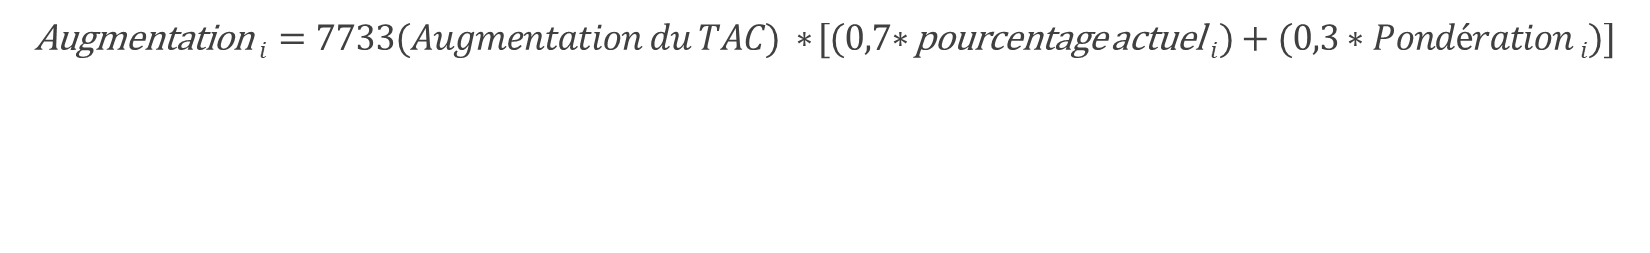 Augmentation i = 7733(Augmentation du TAC) *[(0,7* pourcentage actuel i) + (0,3 * Pondération i)]